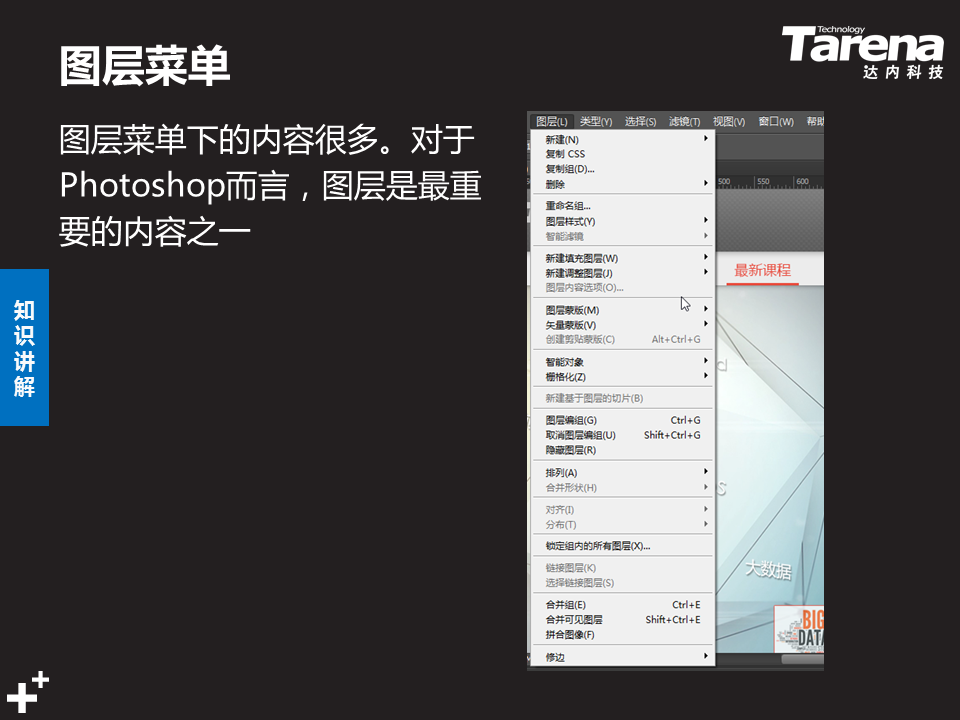 图层菜单
Technology
Tarena
达内科技
图层菜单下的内容很多。对于
Photoshop而言，图层是最重
要的内容之一
知识讲解
图层(L) 类型(Y) 选择(S) 滤镜(T) 视图(V) 窗口(W) 帮助
新建(N)
复制 CSS
复制组(D)...
删除
重命名组...
图层样式(Y)
智能滤镜
新建填充图层(W)
新建调整图层(J)
图层内容选项(O)...
图层蒙版(M)
矢量蒙版(V)
创建剪贴蒙版(C) Alt+Ctrl+G
智能对象
栅格化(Z)
新建基于图层的切片(B)
图层编组(G) Ctrl+G
取消图层编组(U) Shift+Ctrl+G
隐藏图层(R)
排列(A)
合并形状(H)
对齐(I)
分布(T)
锁定组内的所有图层(X)...
链接图层(K)
选择链接图层(S)
合并组(E) Ctrl+E
合并可见图层 Shift+Ctrl+E
拼合图像(F)
修边
500 550 600
最新课程
大数据
BIG
DATA